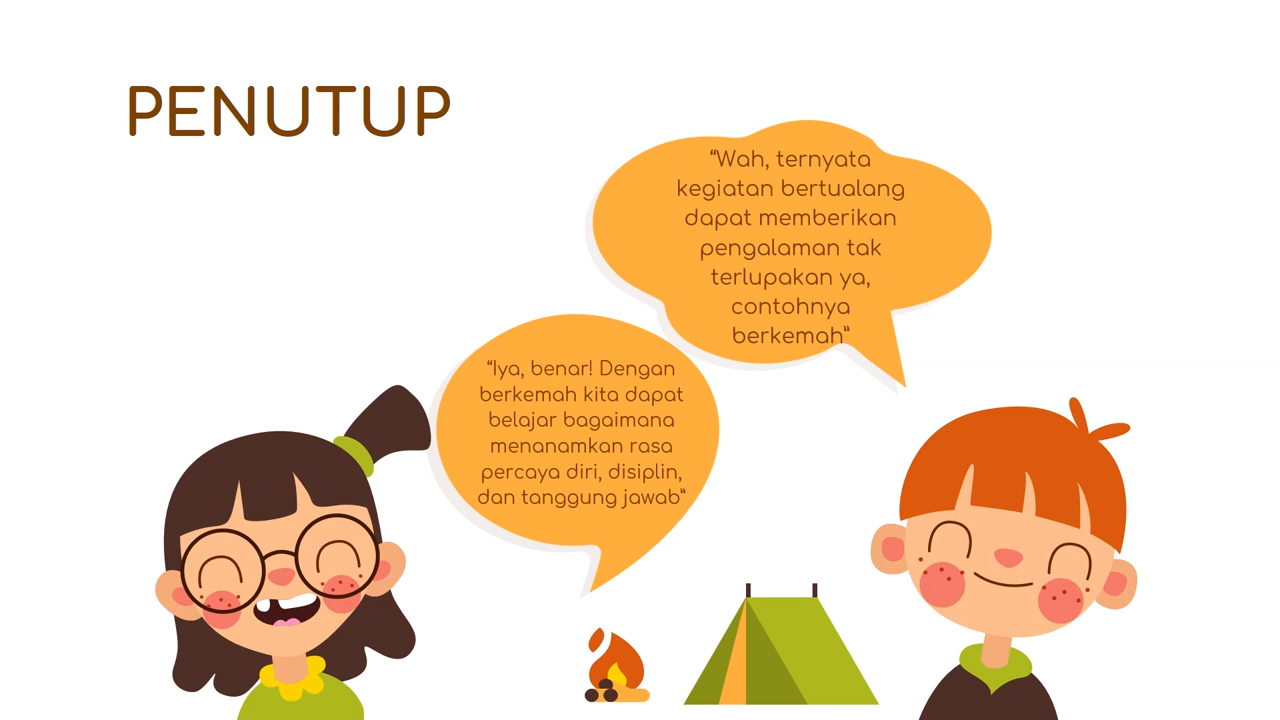 PENUTUP
“Wah, ternyata
kegiatan bertualang
dapat memberikan
pengalaman tak
terlupakan ya,
contohnya
berkemah”
“Iya, benar! Dengan
berkemah kita dapat
belajar bagaimana
menanamkan rasa
percaya diri, disiplin,
dan tanggung jawab”